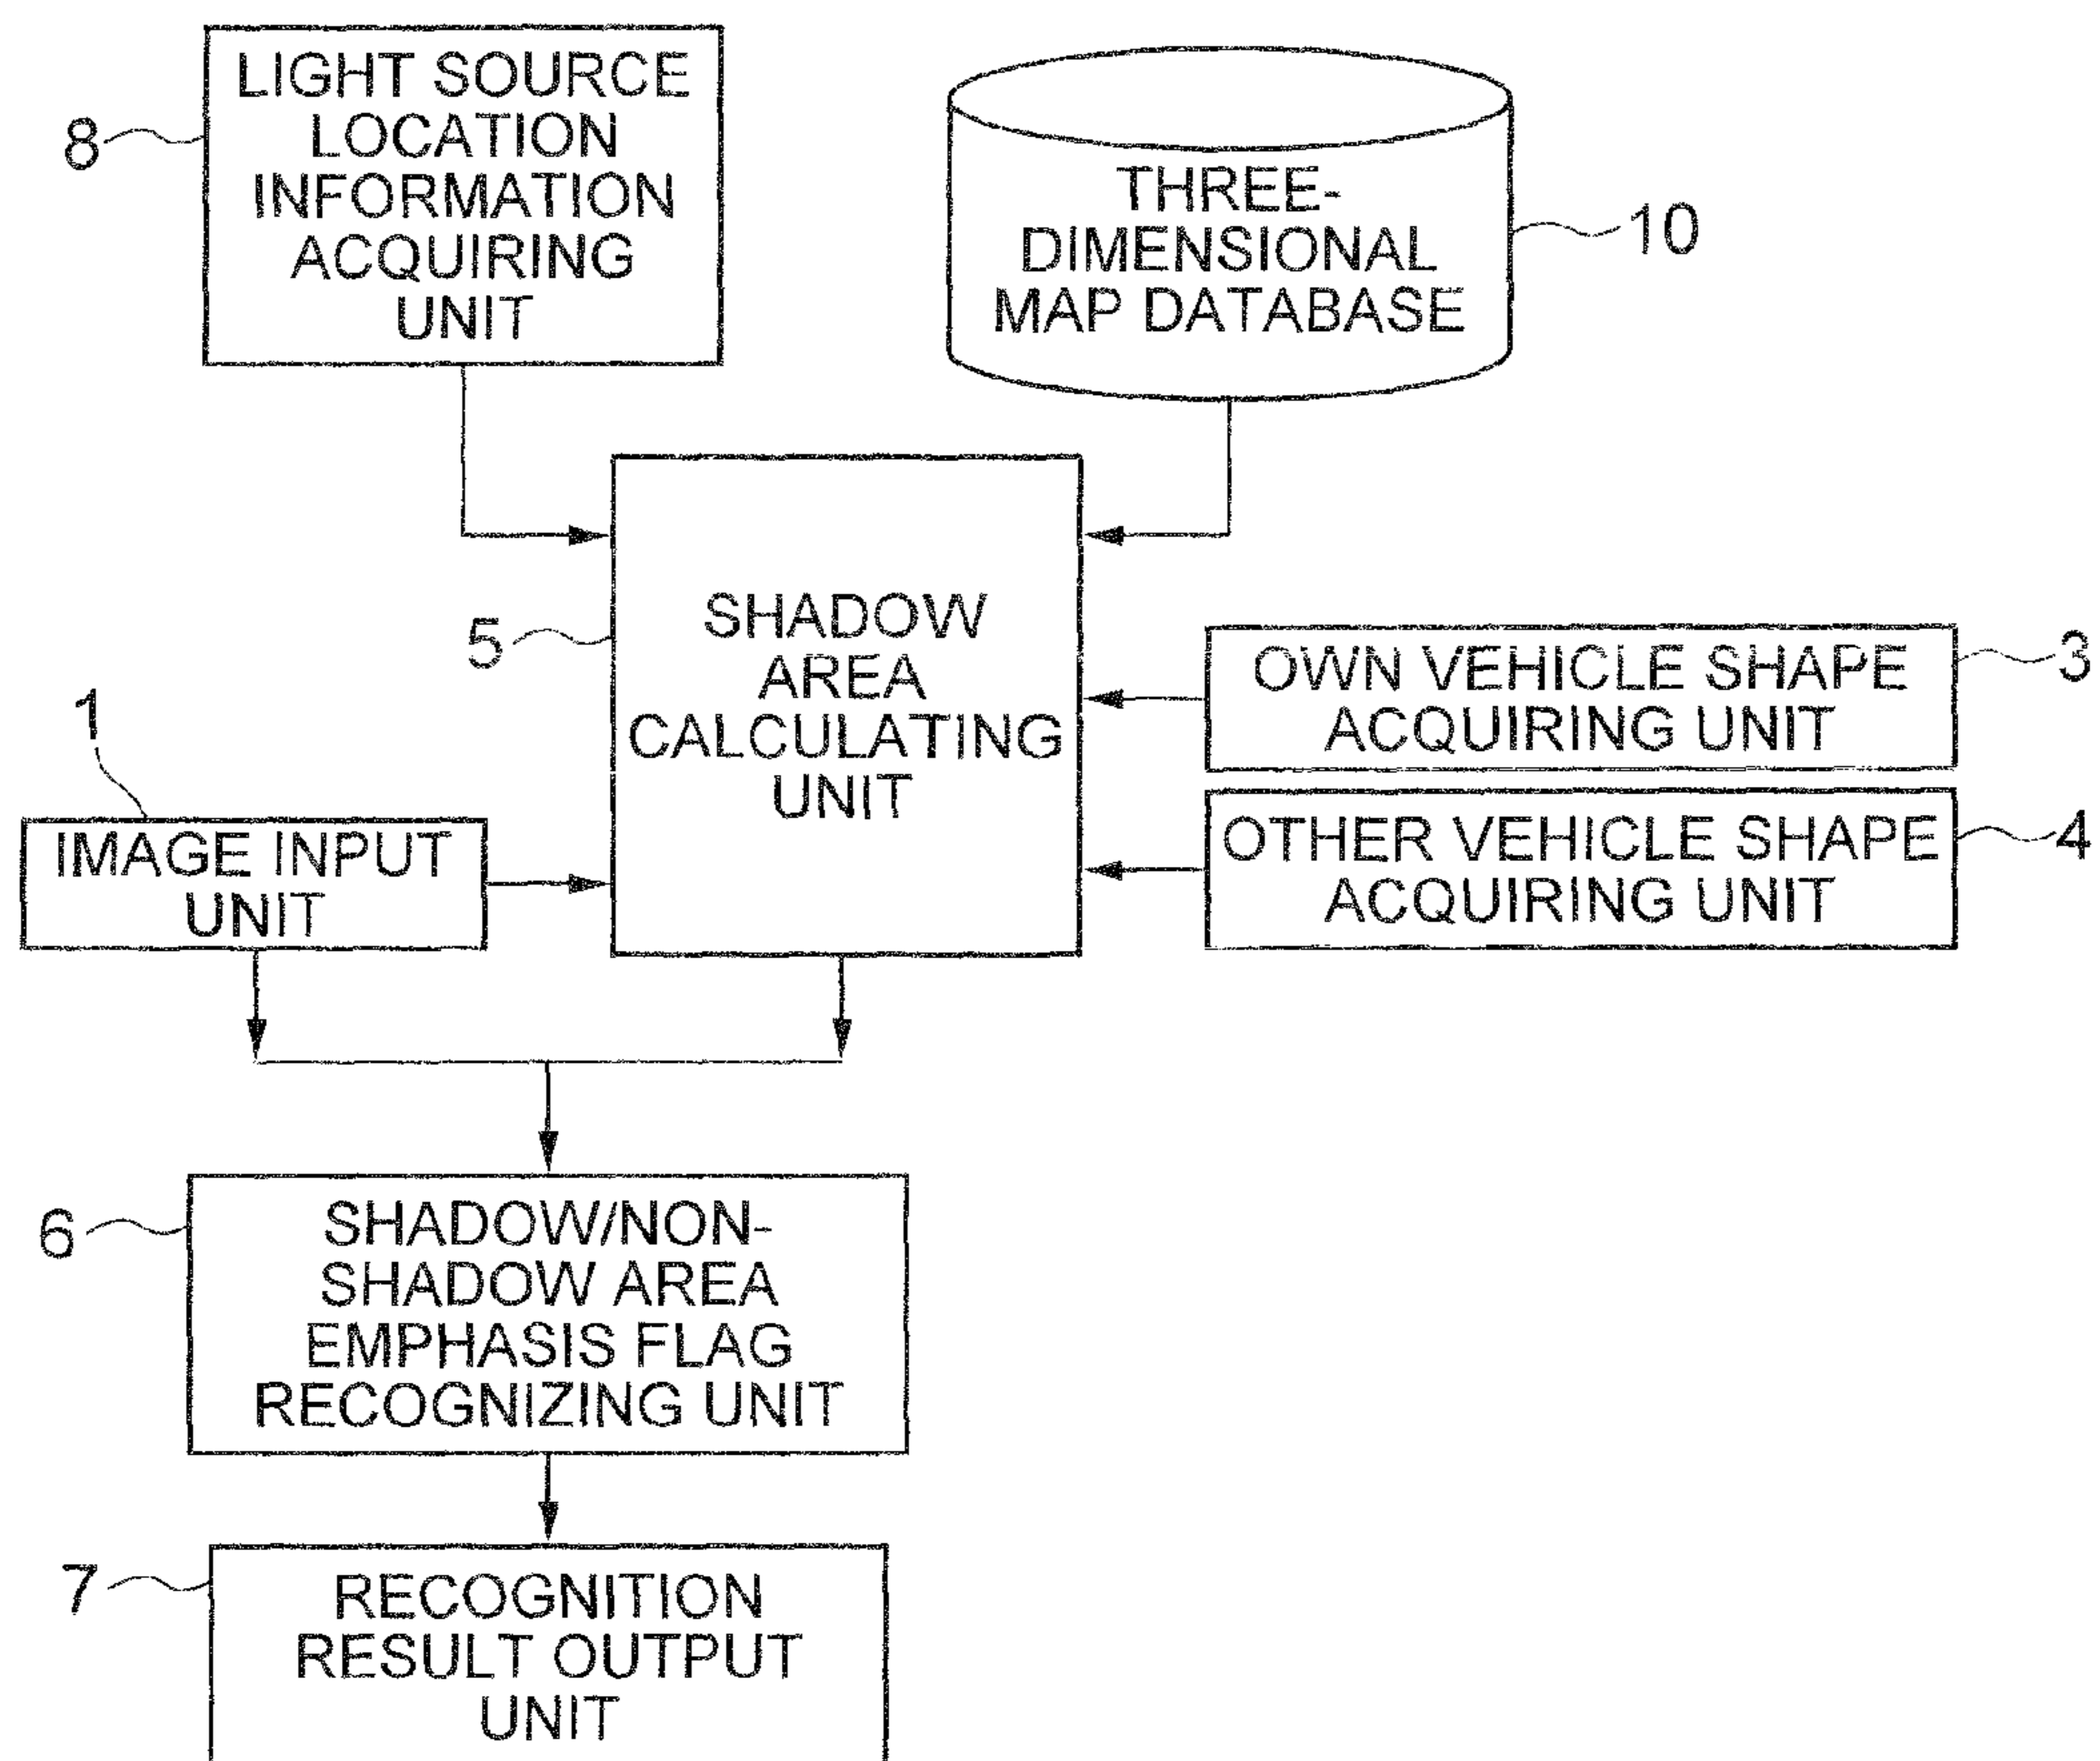 8
LIGHT SOURCE
LOCATION
INFORMATION
ACQUIRING
UNIT
THREE-
DIMENSIONAL
MAP DATABASE
10
5
SHADOW
AREA
CALCULATING
UNIT
OWN VEHICLE SHAPE
ACQUIRING UNIT
3
1
IMAGE INPUT
UNIT
OTHER VEHICLE SHAPE
ACQUIRING UNIT
4
6
SHADOW/NON-
SHADOW AREA
EMPHASIS FLAG
RECOGNIZING UNIT
7
RECOGNITION
RESULT OUTPUT
UNIT